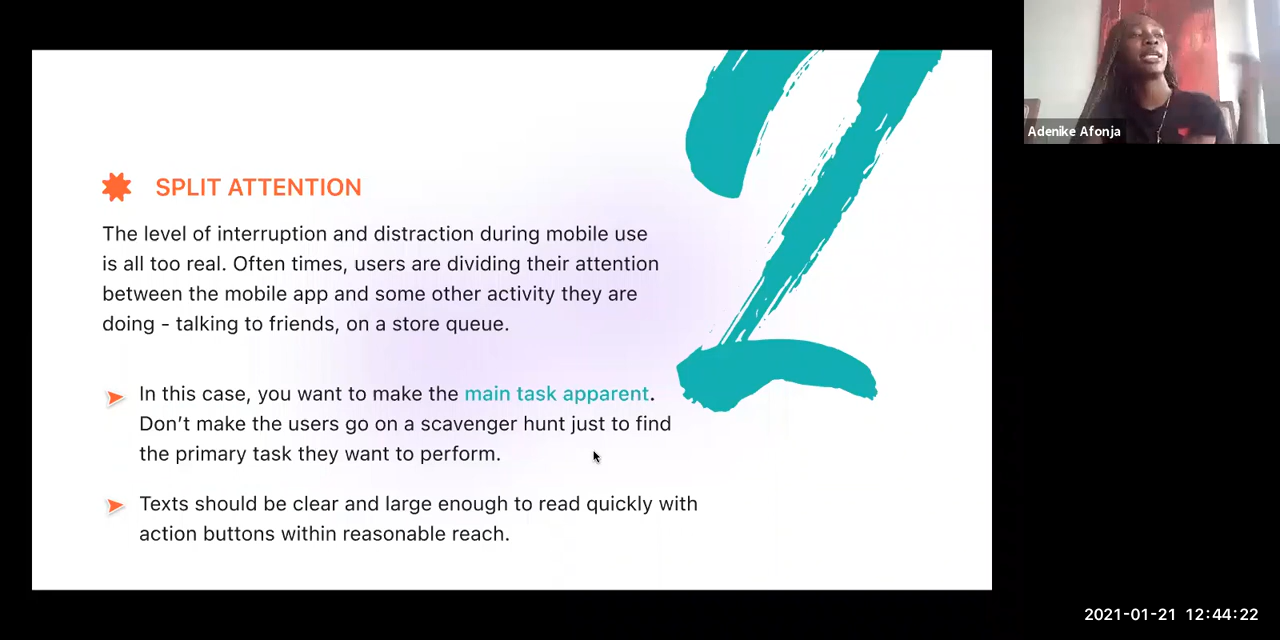 SPLIT ATTENTION
The level of interruption and distraction during mobile use
is all too real. Often times, users are dividing their attention
between the mobile app and some other activity they are
doing - talking to friends, on a store queue.
In this case, you want to make the main task apparent.
Don’t make the users go on a scavenger hunt just to find
the primary task they want to perform.
Texts should be clear and large enough to read quickly with
action buttons within reasonable reach.
2
Adenike Afonja
2021-01-21 12:44:22